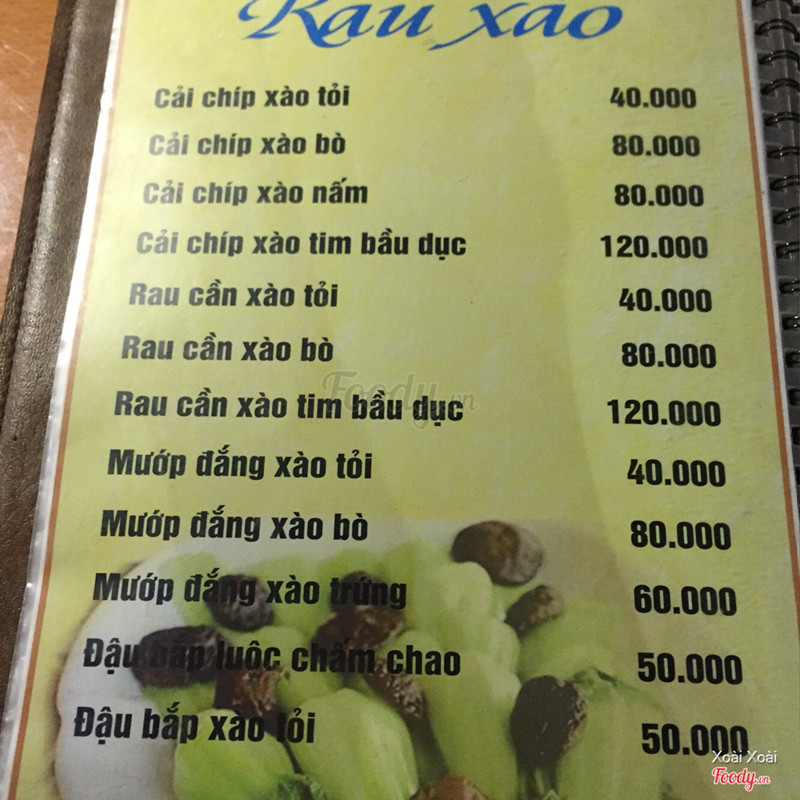 Rau xào
Cải chíp xào tỏi 40.000
Cải chíp xào bò 80.000
Cải chíp xào nấm 80.000
Cải chíp xào tim bầu dục 120.000
Rau cần xào tỏi 40.000
Rau cần xào bò 80.000
Foody.vn
Rau cần xào tim bầu dục 120.000
Mướp đắng xào tỏi 40.000
Mướp đắng xào bò 80.000
Mướp đắng xào trứng 60.000
Đậu bắp luôc chấm chao 50.000
Đậu bắp xào tỏi 50.000
Xoài Xoài
Foody.vn